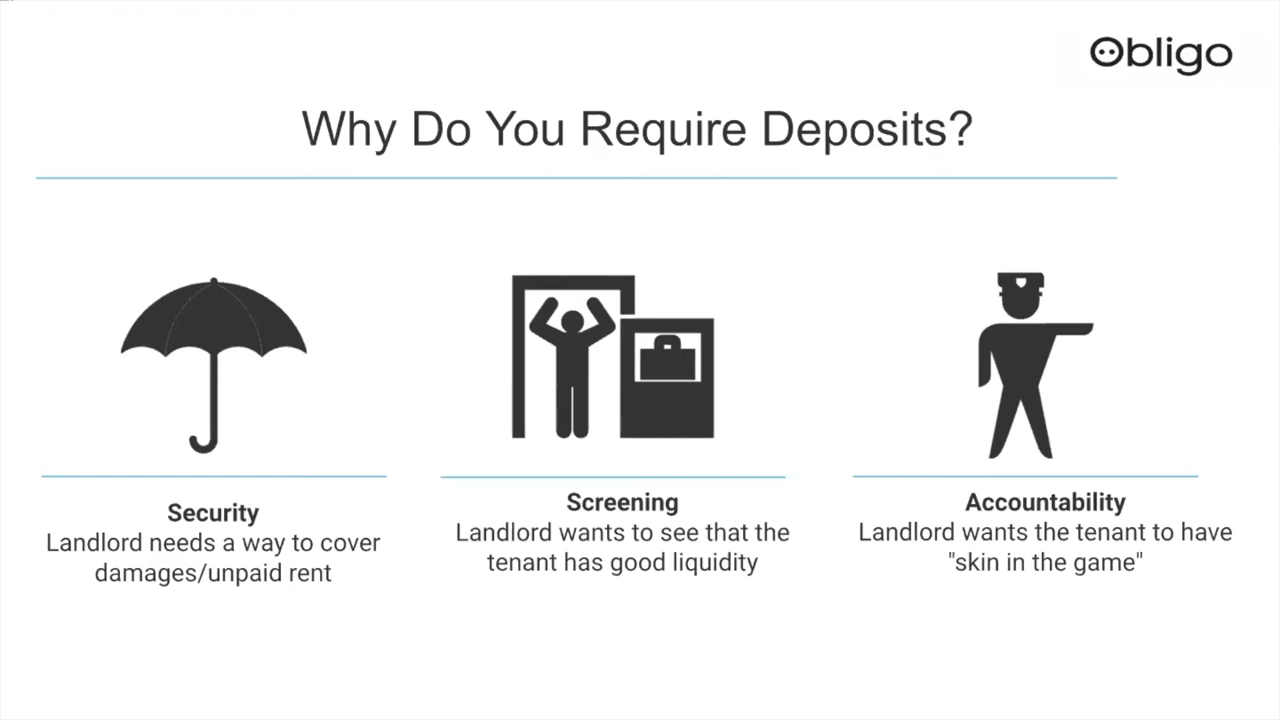 Obligo
Why Do You Require Deposits?
Security
Landlord needs a way to cover
damages/unpaid rent
Screening
Landlord wants to see that the
tenant has good liquidity
Accountability
Landlord wants the tenant to have
"skin in the game"